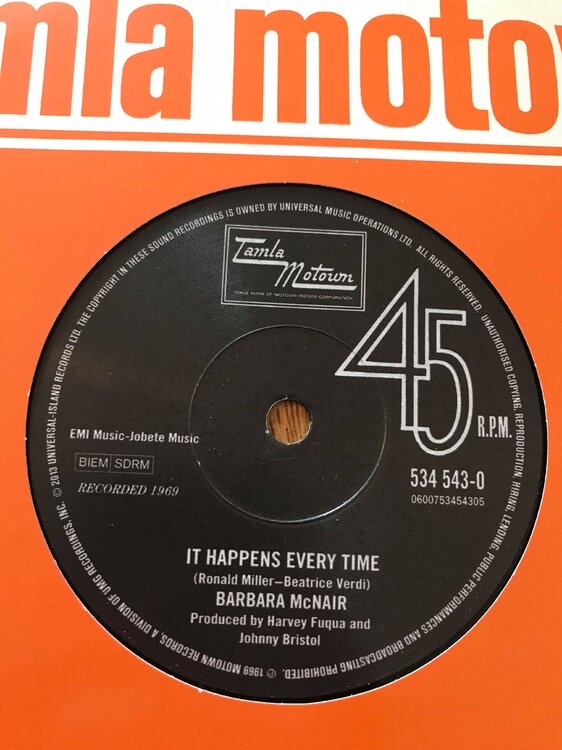 mla moto
THE COPYRIGHT IN THESE SOUND RECORDINGS IS OWNED BY UNIVERSAL MUSIC OPERATIONS LTD. ALL RIGHTS RESERVED. UNAUTHORISED COPYING, REPRODUCTION, HIRING, LENDING, PUBLIC PERFORMANCES AND BROADCASTING PROHIBITED.
Tamla
Motown
TRADE MARK OF MOTOWN RECORD CORPORATION
45
R.P.M.
EMI Music-Jobete Music
BIEM SDRM
RECORDED 1969
534 543-0
0600753454305
IT HAPPENS EVERY TIME
(Ronald Miller–Beatrice Verdi)
BARBARA McNAIR
Produced by Harvey Fuqua and
Johnny Bristol
℗ 1969 MOTOWN RECORDS, A DIVISION OF UMG RECORDINGS, INC. © 2013 UNIVERSAL-ISLAND RECORDS LTD.